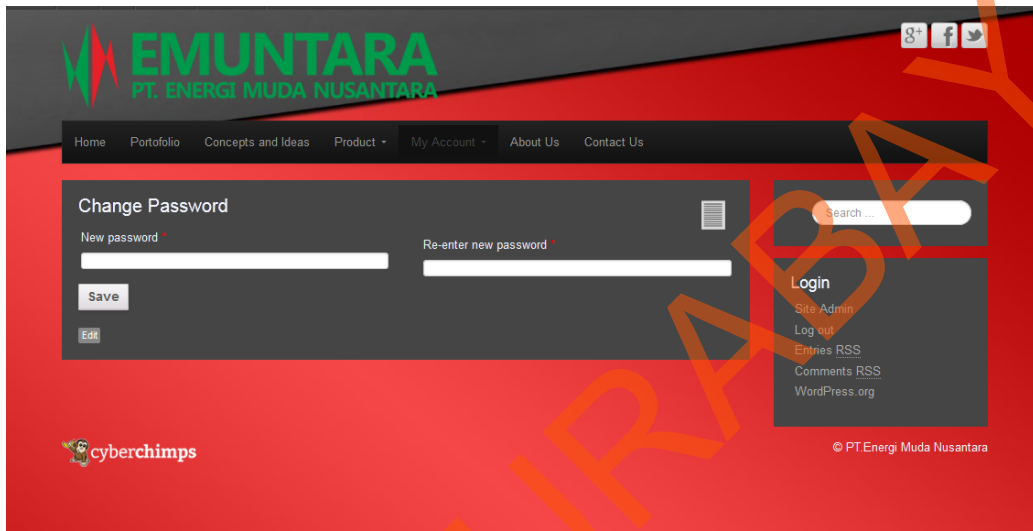 EMUNTARA
PT. ENERGI MUDA NUSANTARA
8+ f
Home Portofolio Concepts and Ideas Product My Account About Us Contact Us
Change Password
New password *
Re-enter new password *
Save
Edit
Search ...
Login
Site Admin
Log out
Entries RSS
Comments RSS
WordPress.org
cyberchimps
© PT.Energi Muda Nusantara